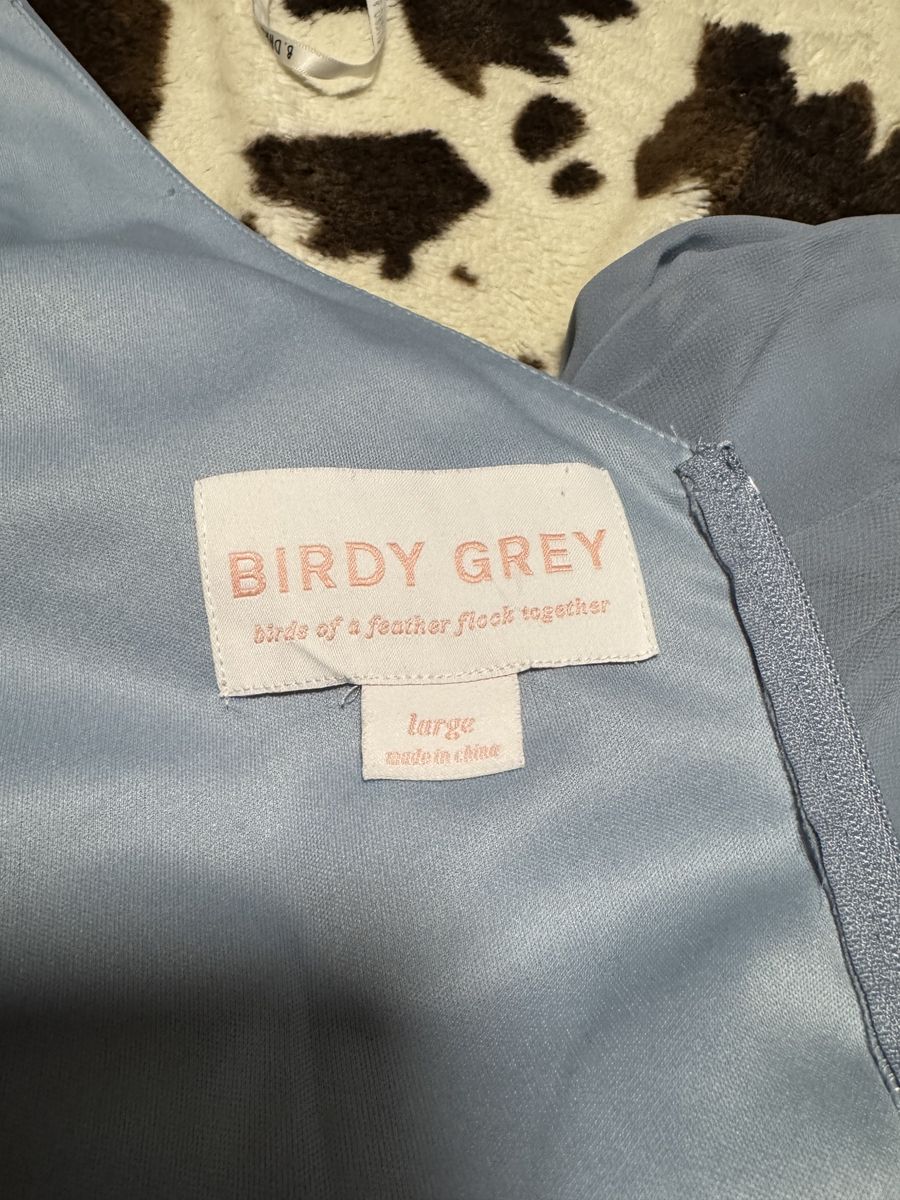 BIRDY GREY
birds of a feather flock together
large
made in china